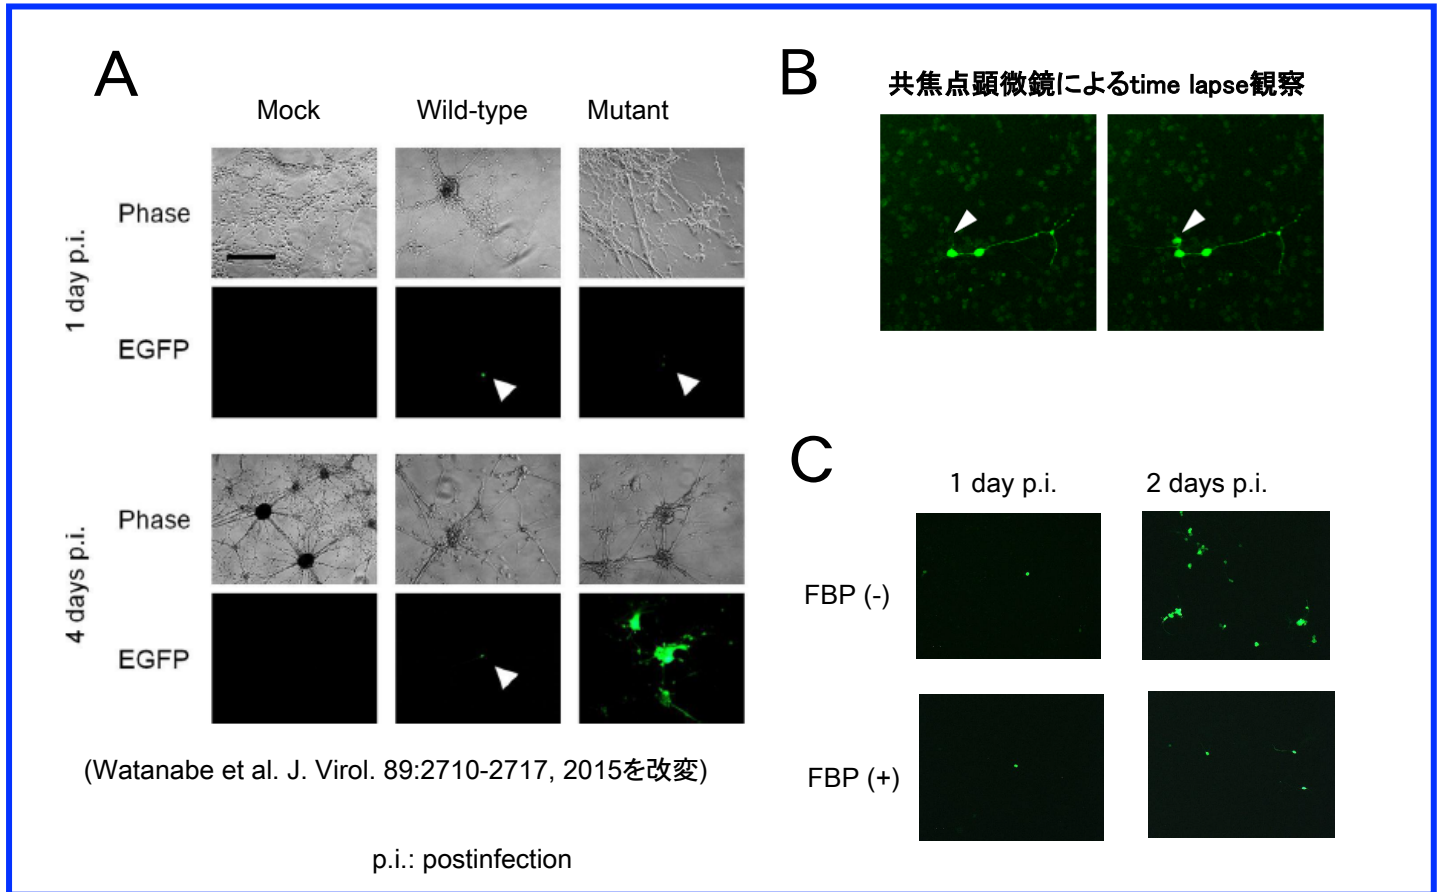 A
Mock Wild-type Mutant
1 day p.i.
Phase
EGFP
4 days p.i.
Phase
EGFP
(Watanabe et al. J. Virol. 89:2710-2717, 2015を改変)
p.i.: postinfection
B
共焦点顕微鏡によるtime lapse観察
C
1 day p.i. 2 days p.i.
FBP (-)
FBP (+)